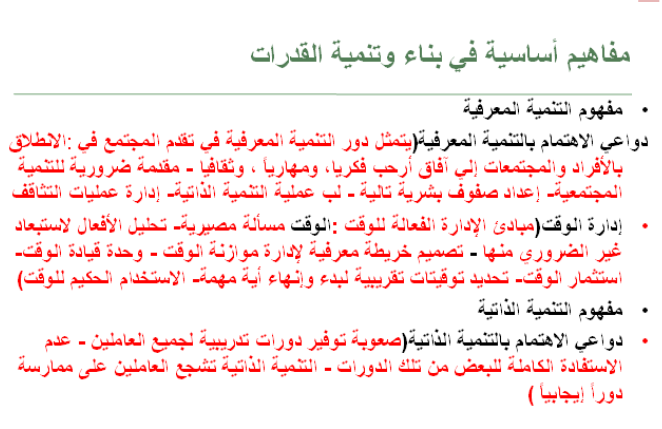 مفاهيم أساسية في بناء وتنمية القدرات
• مفهوم التنمية المعرفية
دواعي الاهتمام بالتنمية المعرفية(يتمثل دور التنمية المعرفية في تقدم المجتمع في :الانطلاق
بالأفراد والمجتمعات إلي آفاق أرحب فكريا، ومهارياً ، وثقافيا - مقدمة ضرورية للتنمية
المجتمعية- إعداد صفوف بشرية تالية - لب عملية التنمية الذاتية- إدارة عمليات التثاقف
• إدارة الوقت(مبادئ الإدارة الفعالة للوقت :الوقت مسألة مصيرية- تحليل الأفعال لاستبعاد
غير الضروري منها - تصميم خريطة معرفية لإدارة موازنة الوقت - وحدة قيادة الوقت-
استثمار الوقت- تحديد توقيتات تقريبية لبدء وإنهاء أية مهمة- الاستخدام الحكيم للوقت)
• مفهوم التنمية الذاتية
• دواعي الاهتمام بالتنمية الذاتية(صعوبة توفير دورات تدريبية لجميع العاملين - عدم
الاستفادة الكاملة للبعض من تلك الدورات - التنمية الذاتية تشجع العاملين على ممارسة
دوراً إيجابياً )